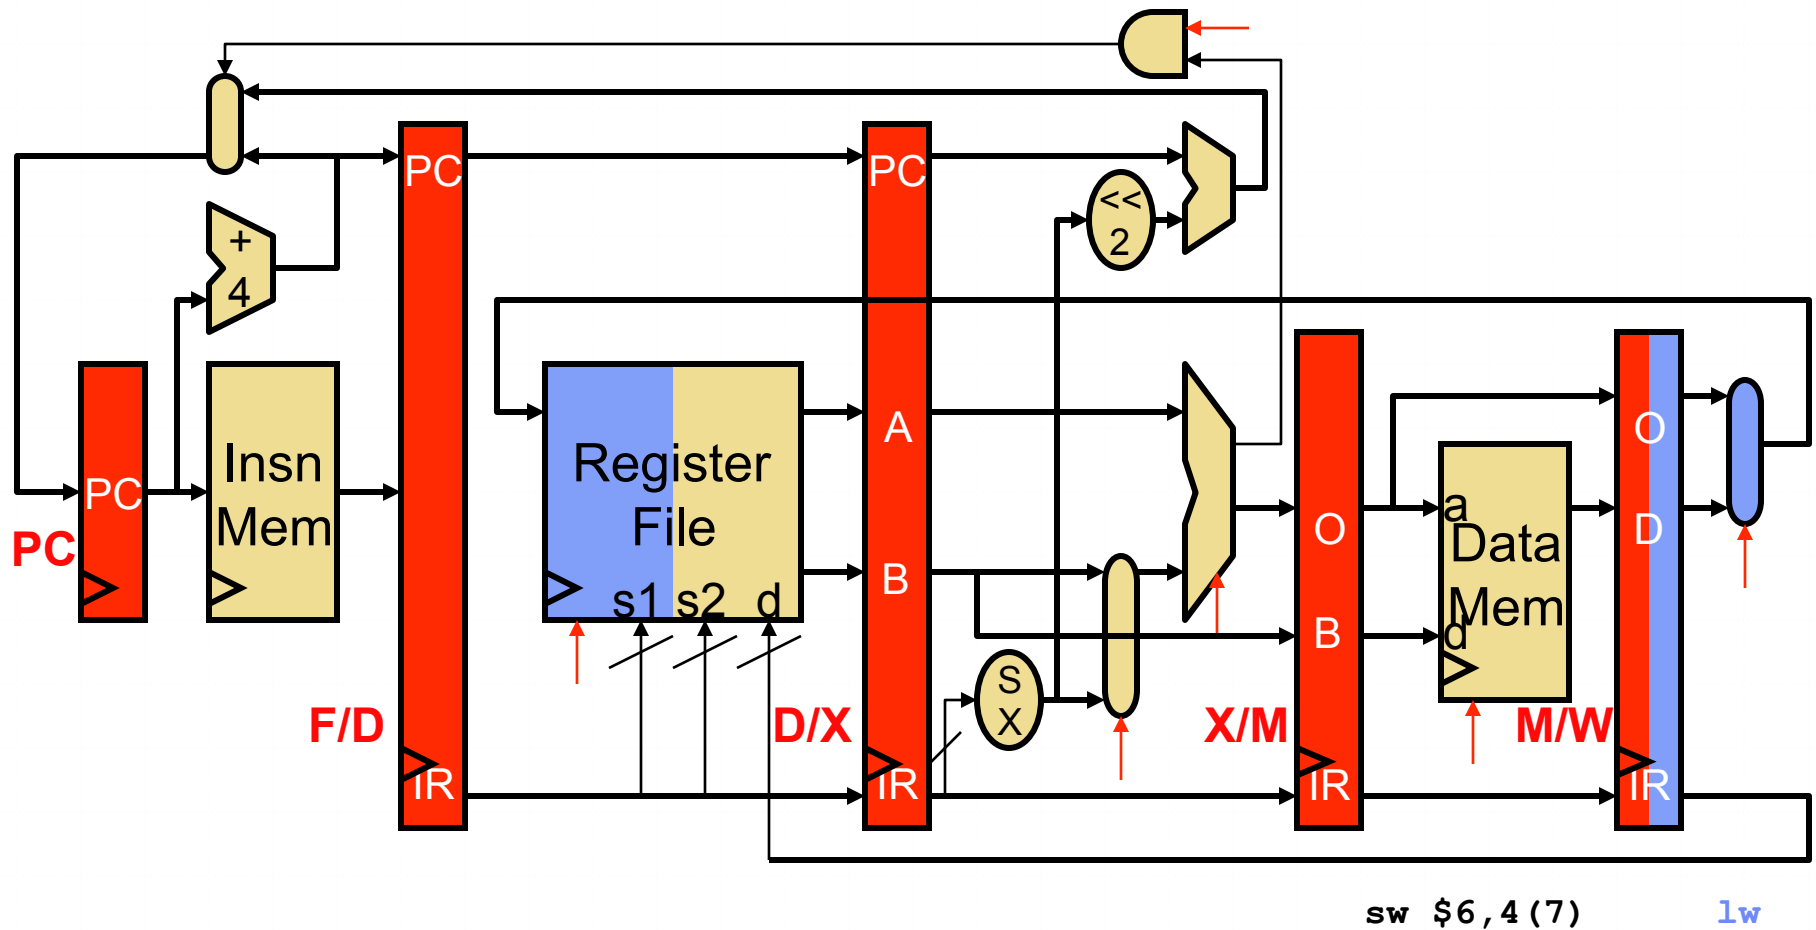 <<
2
PC
PC
+
4
A
Insn
Mem
Register
File
O
a
Data
Mem
d
O
D
PC
PC
B
s1 s2 d
O
B
S
X
F/D
D/X
X/M
M/W
IR
IR
IR
IR
sw $6,4(7)
lw